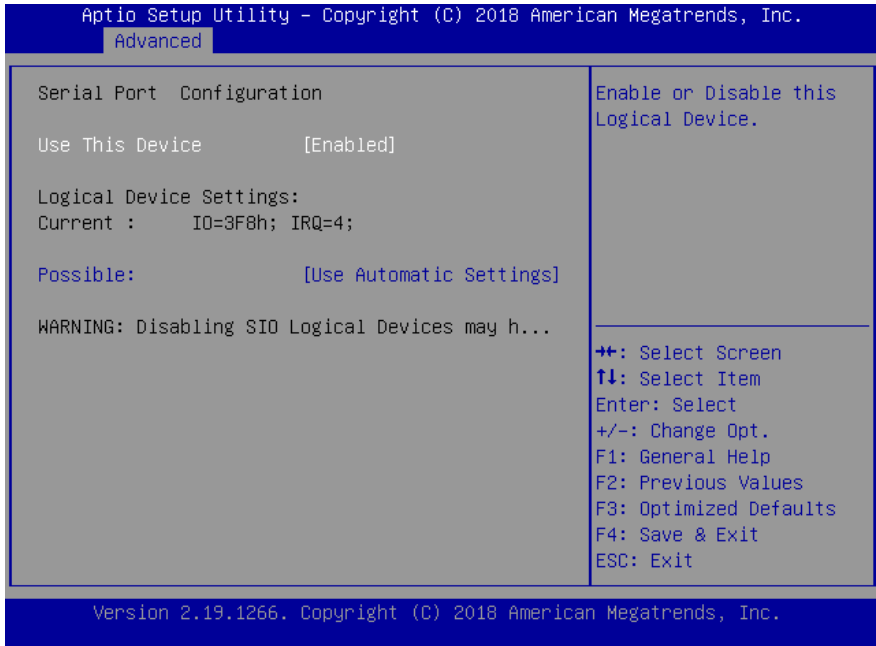 Aptio Setup Utility – Copyright (C) 2018 American Megatrends, Inc.
Advanced
Serial Port Configuration
Use This Device [Enabled]
Logical Device Settings:
Current : IO=3F8h; IRQ=4;
Possible: [Use Automatic Settings]
WARNING: Disabling SIO Logical Devices may h...
Enable or Disable this
Logical Device.
→←: Select Screen
↑↓: Select Item
Enter: Select
+/-: Change Opt.
F1: General Help
F2: Previous Values
F3: Optimized Defaults
F4: Save & Exit
ESC: Exit
Version 2.19.1266. Copyright (C) 2018 American Megatrends, Inc.